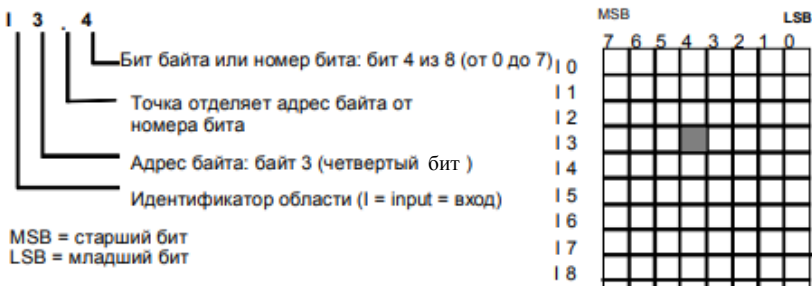 I 3 . 4
Бит байта или номер бита: бит 4 из 8 (от 0 до 7)
Точка отделяет адрес байта от
номера бита
Адрес байта: байт 3 (четвертый бит )
Идентификатор области (I = input = вход)
MSB = старший бит
LSB = младший бит
MSB LSB
7 6 5 4 3 2 1 0
I 0
I 1
I 2
I 3
I 4
I 5
I 6
I 7
I 8